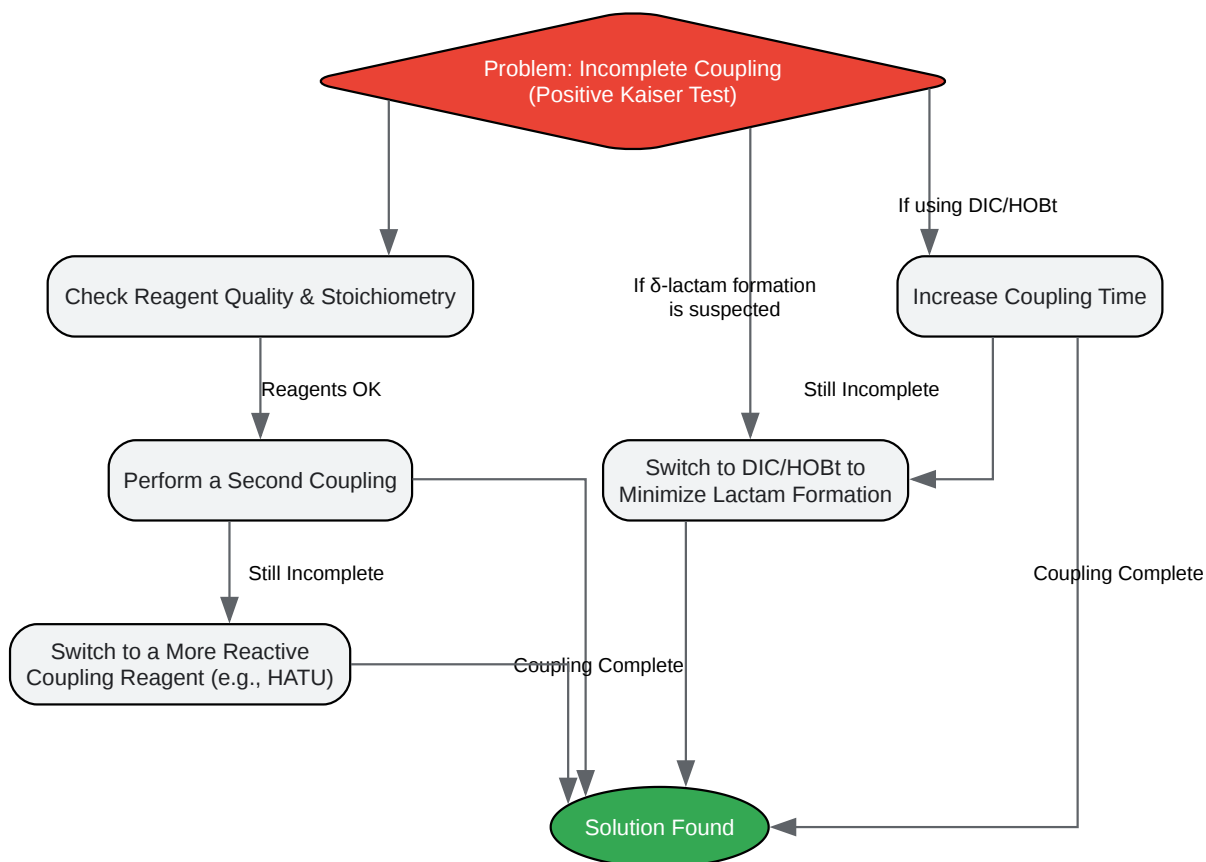 Problem: Incomplete Coupling
(Positive Kaiser Test)
If using DIC/HOBt
Check Reagent Quality & Stoichiometry
If δ-lactam formation
is suspected
Increase Coupling Time
Reagents OK
Still Incomplete
Perform a Second Coupling
Switch to DIC/HOBt to
Minimize Lactam Formation
Still Incomplete
Coupling Complete
Switch to a More Reactive
Coupling Reagent (e.g., HATU)
Coupling Complete
Solution Found